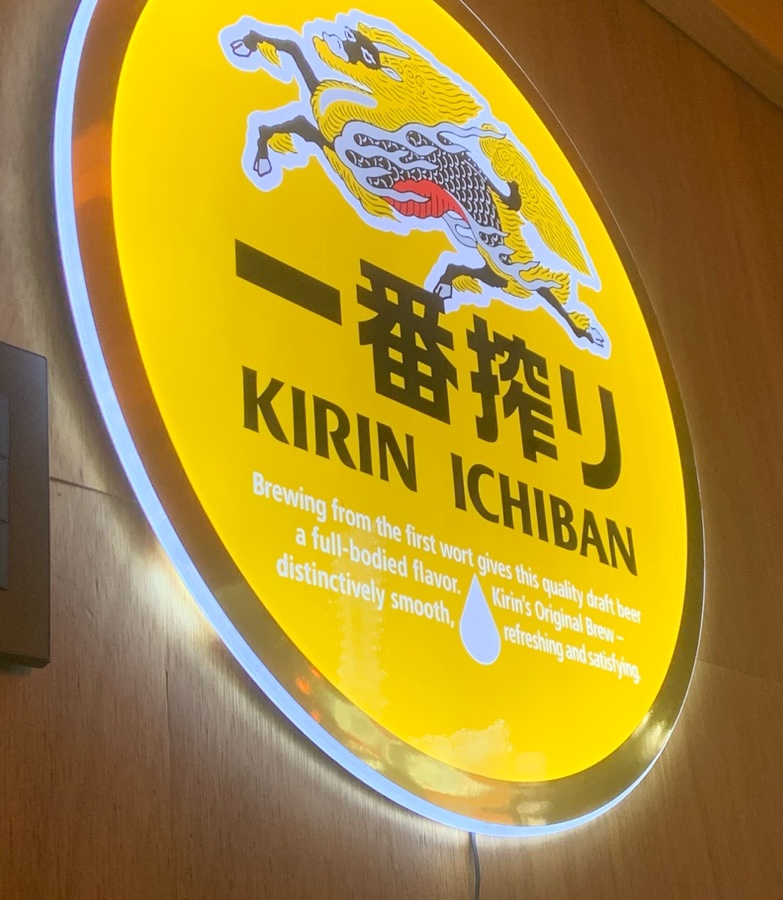 一番搾り
KIRIN ICHIBAN
Brewing from the first wort gives this quality draft beer
a full-bodied flavor. Kirin's Original Brew –
distinctively smooth, refreshing and satisfying.